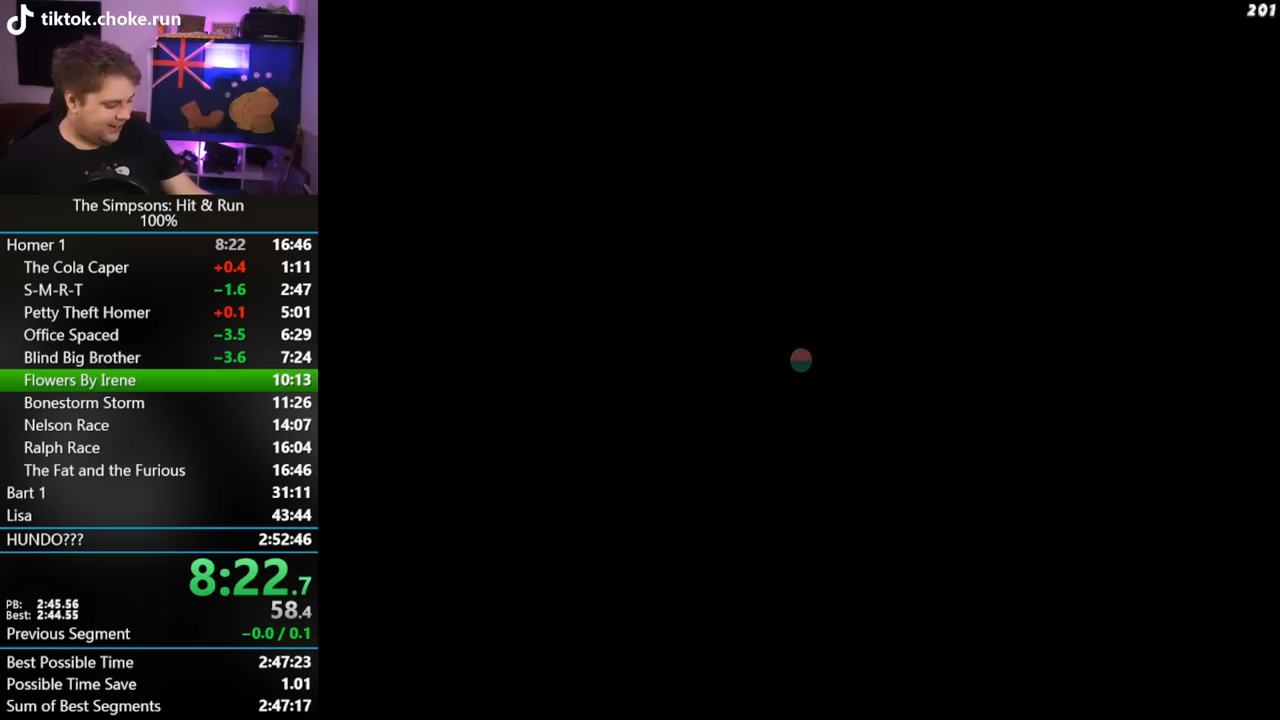 tiktok.choke.run
201
The Simpsons: Hit & Run
100%
Homer 1 8:22 16:46
The Cola Caper +0.4 1:11
S-M-R-T −1.6 2:47
Petty Theft Homer +0.1 5:01
Office Spaced −3.5 6:29
Blind Big Brother −3.6 7:24
Flowers By Irene 10:13
Bonestorm Storm 11:26
Nelson Race 14:07
Ralph Race 16:04
The Fat and the Furious 16:46
Bart 1 31:11
Lisa 43:44
HUNDO??? 2:52:46
8:22.7
PB: 2:45.56 58.4
Best: 2:44.55
Previous Segment −0.0 / 0.1
Best Possible Time 2:47:23
Possible Time Save 1.01
Sum of Best Segments 2:47:17